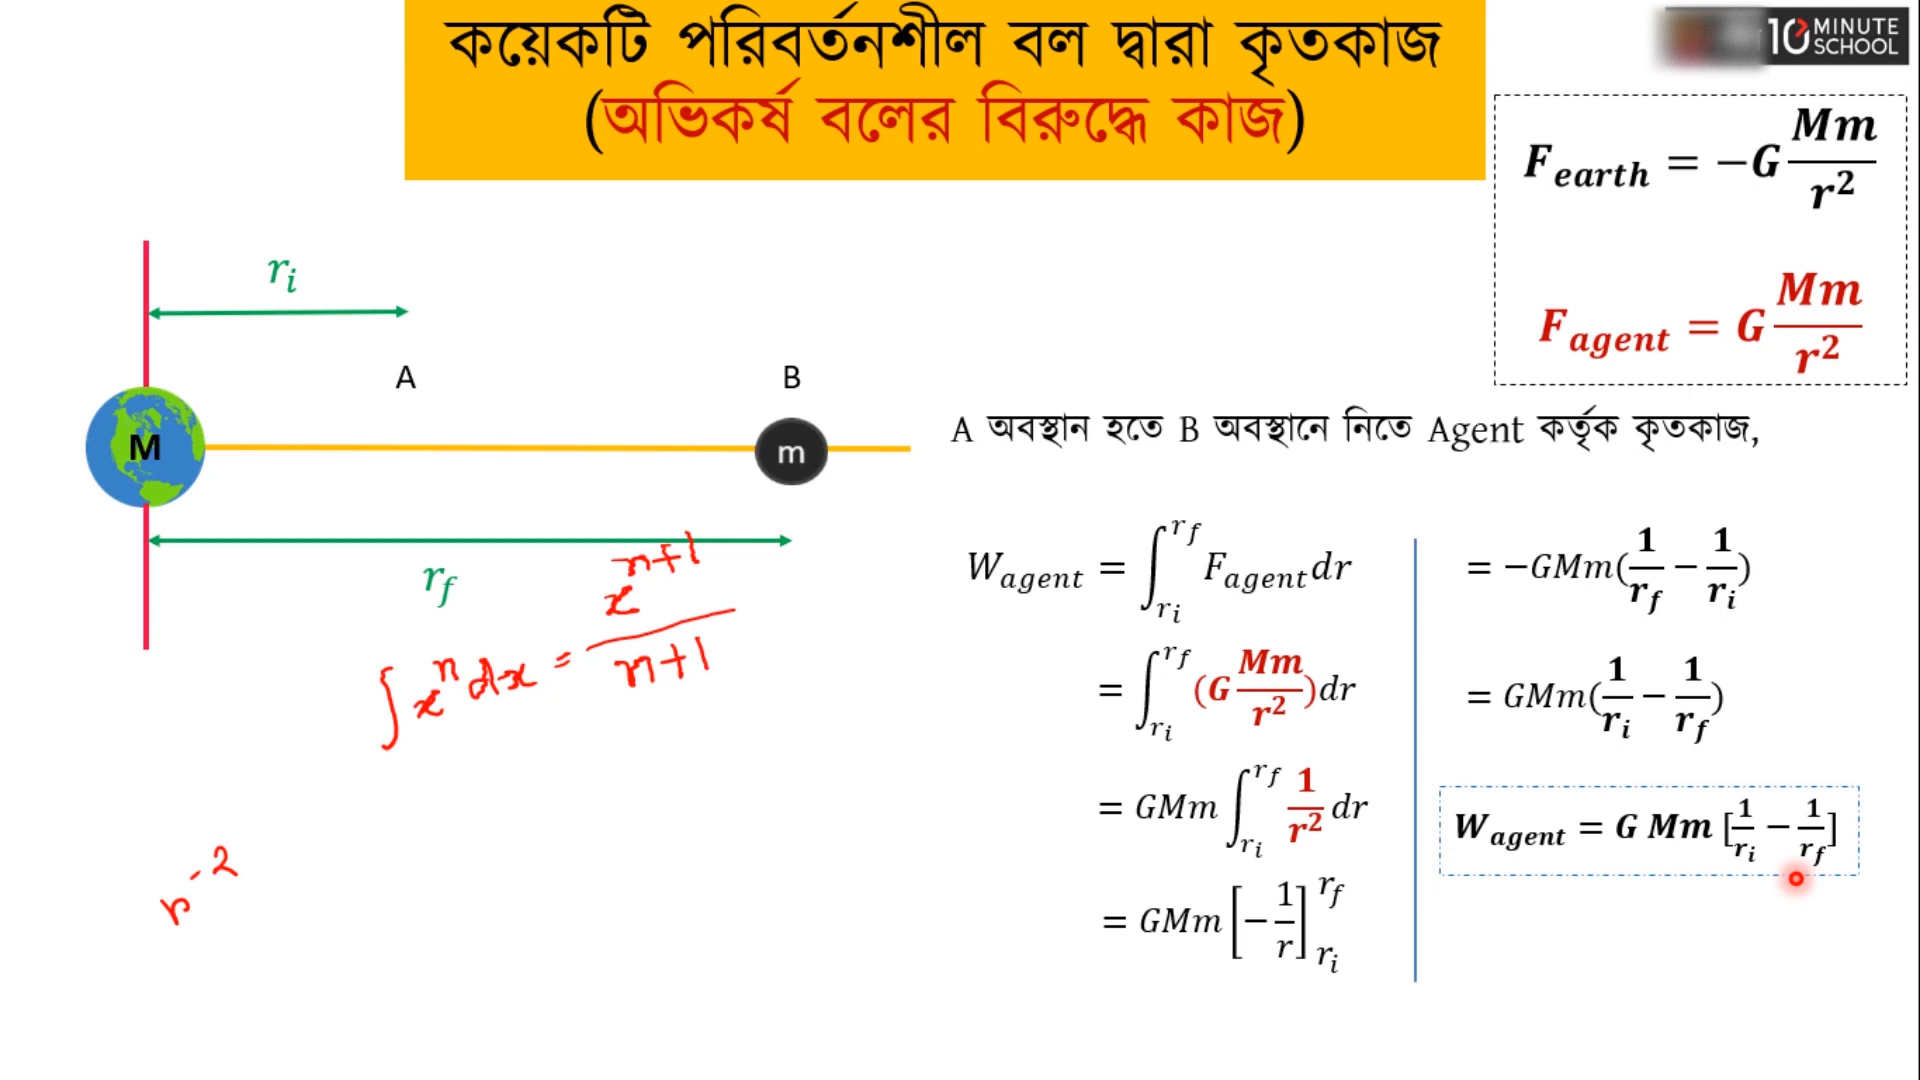 কয়েকটি পরিবর্তনশীল বল দ্বারা কৃতকাজ
(অভিকর্ষ বলের বিরুদ্ধে কাজ)
10 MINUTE SCHOOL
F_earth = −G Mm/r²
F_agent = G Mm/r²
r_i
A B
M m
r_f
∫xⁿ dx = x^(n+1)/(n+1)
r^-2
A অবস্থান হতে B অবস্থানে নিতে Agent কর্তৃক কৃতকাজ,
W_agent = ∫_{r_i}^{r_f} F_agent dr
= ∫_{r_i}^{r_f} (G Mm/r²) dr
= GMm ∫_{r_i}^{r_f} 1/r² dr
= GMm [−1/r]_{r_i}^{r_f}
= −GMm(1/r_f − 1/r_i)
= GMm(1/r_i − 1/r_f)
W_agent = G Mm [1/r_i − 1/r_f]